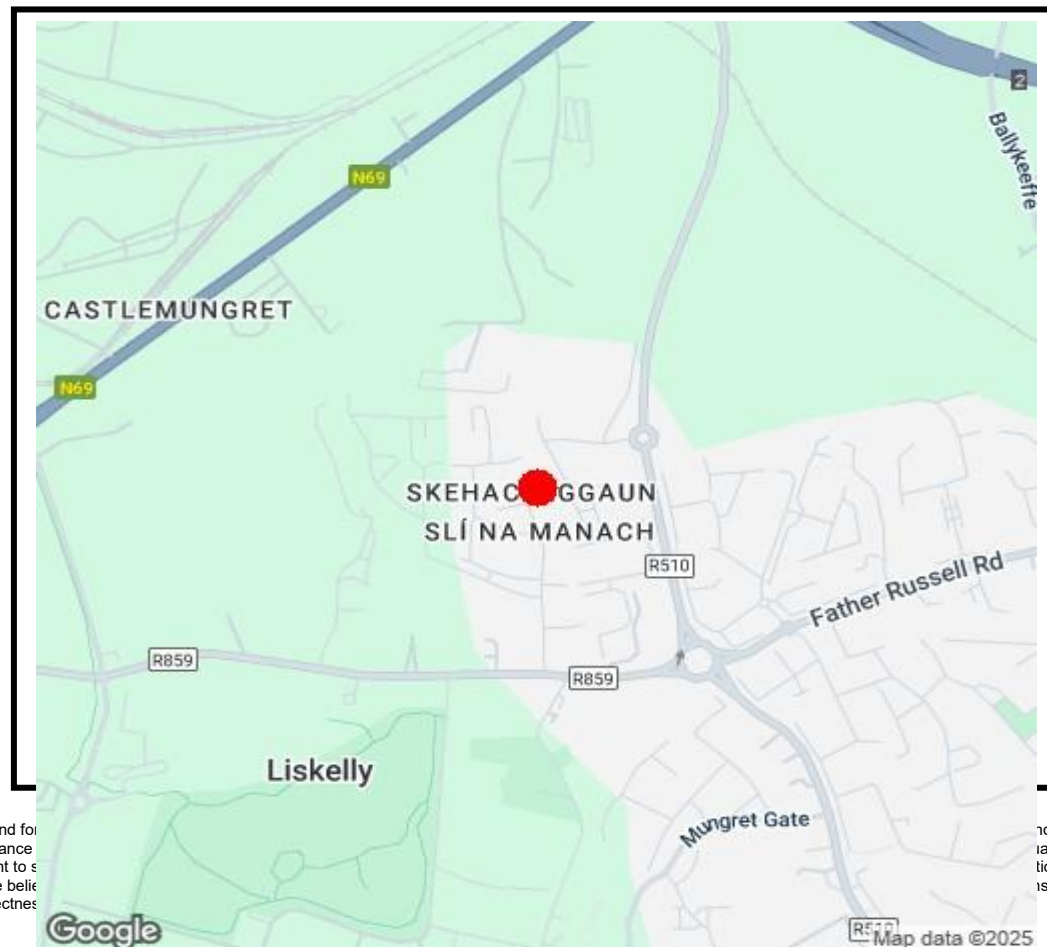 2
Ballykeeffe
N69
CASTLEMUNGRET
N69
SLÍ NA MANACH
R510
Father Russell Rd
R859
R859
Liskelly
Mungret Gate
Google
Map data ©2025